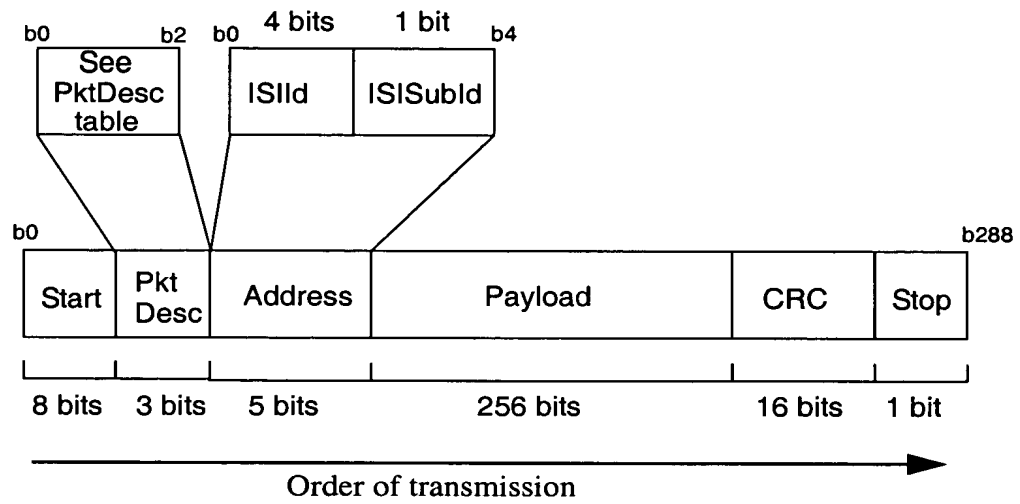 4 bits 1 bit
b0 b2 b0 b4
See
PktDesc
table
ISIId ISISubId
b0 b288
Start Pkt
Desc Address Payload CRC Stop
8 bits 3 bits 5 bits 256 bits 16 bits 1 bit
Order of transmission